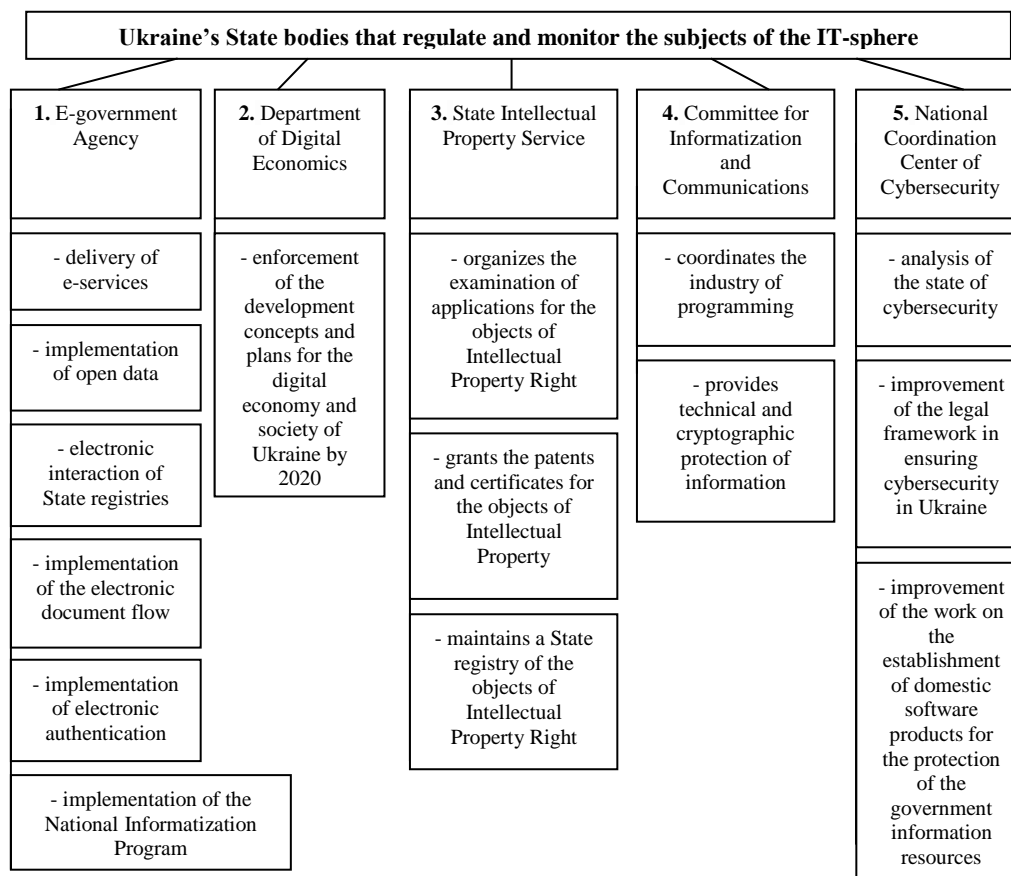 Ukraine's State bodies that regulate and monitor the subjects of the IT-sphere
1. E-government
Agency
- delivery of
e-services
- implementation
of open data
- electronic
interaction of
State registries
- implementation
of the electronic
document flow
- implementation
of electronic
authentication
- implementation of the
National Informatization
Program
2. Department
of Digital
Economics
- enforcement
of the
development
concepts and
plans for the
digital
economy and
society of
Ukraine by
2020
3. State Intellectual
Property Service
- organizes the
examination of
applications for the
objects of
Intellectual
Property Right
- grants the patents
and certificates for
the objects of
Intellectual
Property
- maintains a State
registry of the
objects of
Intellectual
Property Right
4. Committee for
Informatization
and
Communications
- coordinates the
industry of
programming
- provides
technical and
cryptographic
protection of
information
5. National
Coordination
Center of
Cybersecurity
- analysis of
the state of
cybersecurity
- improvement
of the legal
framework in
ensuring
cybersecurity
in Ukraine
- improvement
of the work on
the
establishment
of domestic
software
products for
the protection
of the
government
information
resources